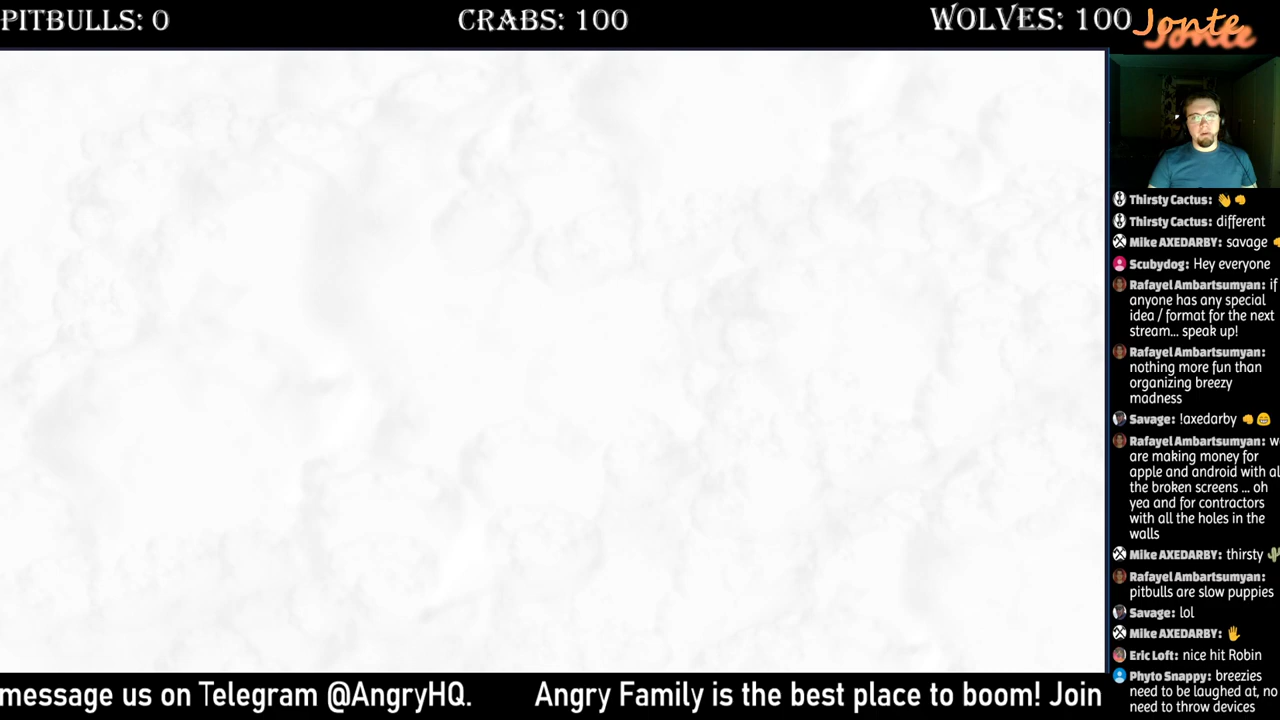 PITBULLS: 0
CRABS: 100
WOLVES: 100
Jonte
Thirsty Cactus: 👋👊
Thirsty Cactus: different
Mike AXEDARBY: savage 👊
Scubydog: Hey everyone
Rafayel Ambartsumyan: if
anyone has any special
idea / format for the next
stream... speak up!
Rafayel Ambartsumyan:
nothing more fun than
organizing breezy
madness
Savage: !axedarby 👊😁
Rafayel Ambartsumyan: w
are making money for
apple and android with al
the broken screens ... oh
yea and for contractors
with all the holes in the
walls
Mike AXEDARBY: thirsty 🌵
Rafayel Ambartsumyan:
pitbulls are slow puppies
Savage: lol
Mike AXEDARBY: 🖐
Eric Loft: nice hit Robin
Phyto Snappy: breezies
need to be laughed at, no
need to throw devices
message us on Telegram @AngryHQ. Angry Family is the best place to boom! Join